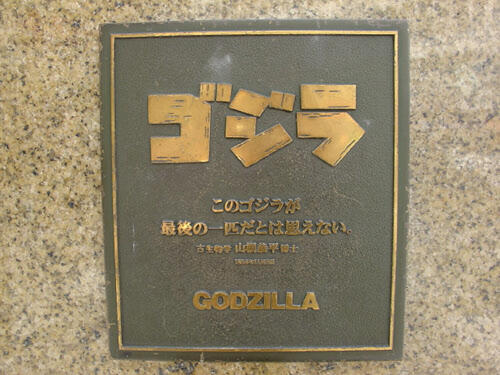 ゴジラ
このゴジラが
最後の一匹だとは思えない。
古生物学 山根恭平 博士
GODZILLA